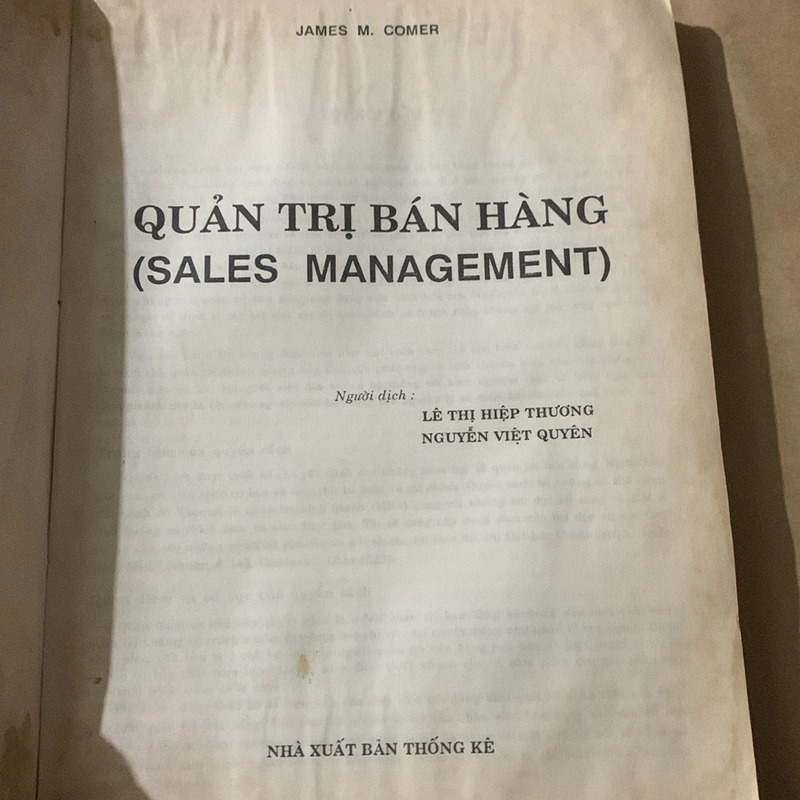 JAMES M. COMER
QUẢN TRỊ BÁN HÀNG
(SALES MANAGEMENT)
Người dịch :
LÊ THỊ HIỆP THƯƠNG
NGUYỄN VIỆT QUYÊN
NHÀ XUẤT BẢN THỐNG KÊ